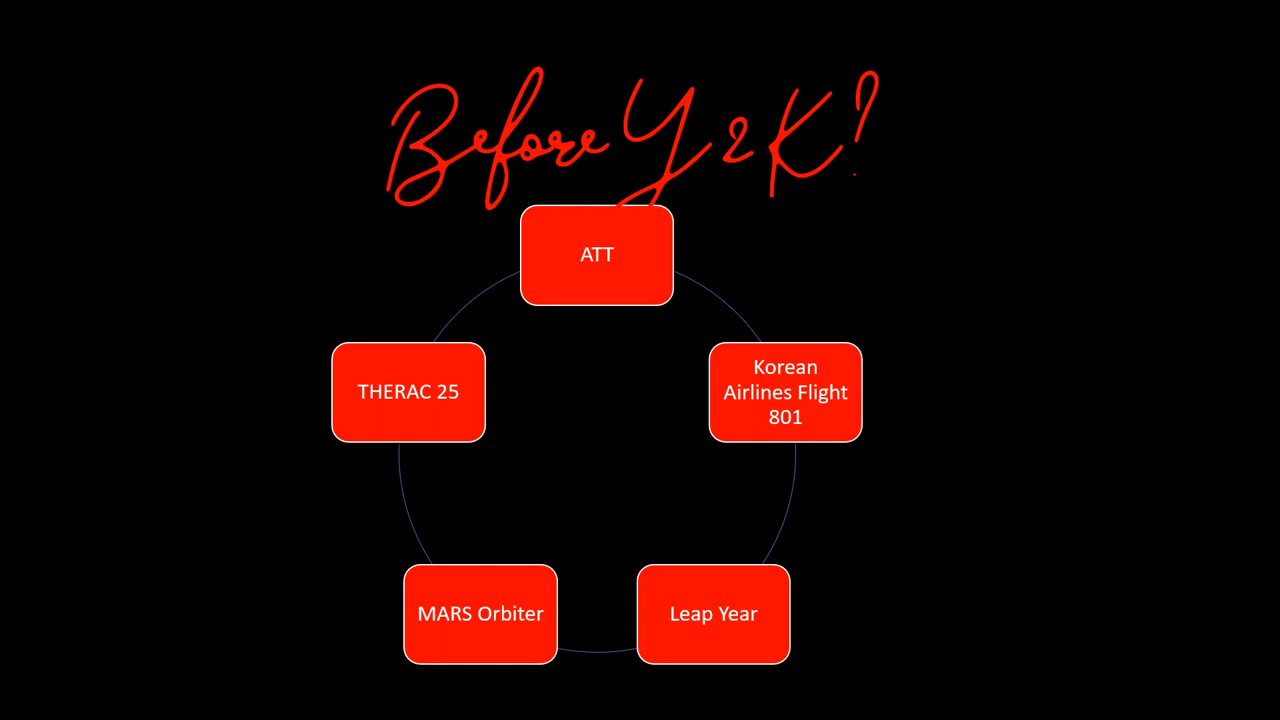 Before Y2K?
ATT
Korean
Airlines Flight
801
THERAC 25
MARS Orbiter
Leap Year